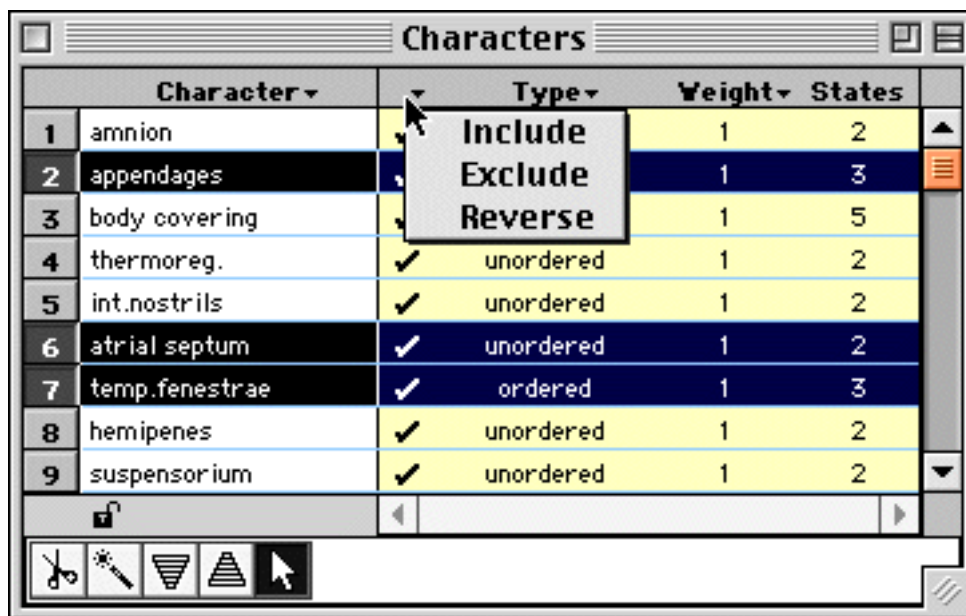 Characters
Character Type Weight States
1 amnion 1 2
Include
2 appendages 1 3
Exclude
3 body covering 1 5
Reverse
4 thermoreg. unordered 1 2
5 int.nostrils unordered 1 2
6 atrial septum unordered 1 2
7 temp.fenestrae ordered 1 3
8 hemipenes unordered 1 2
9 suspensorium unordered 1 2